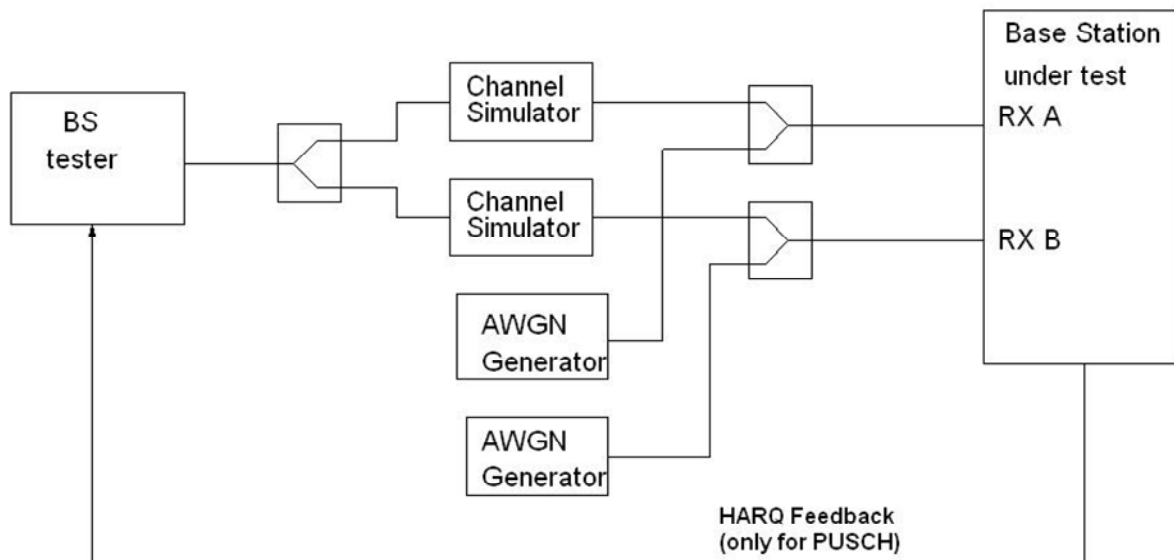 BS
tester
Channel
Simulator
Channel
Simulator
AWGN
Generator
AWGN
Generator
Base Station
under test
RX A
RX B
HARQ Feedback
(only for PUSCH)